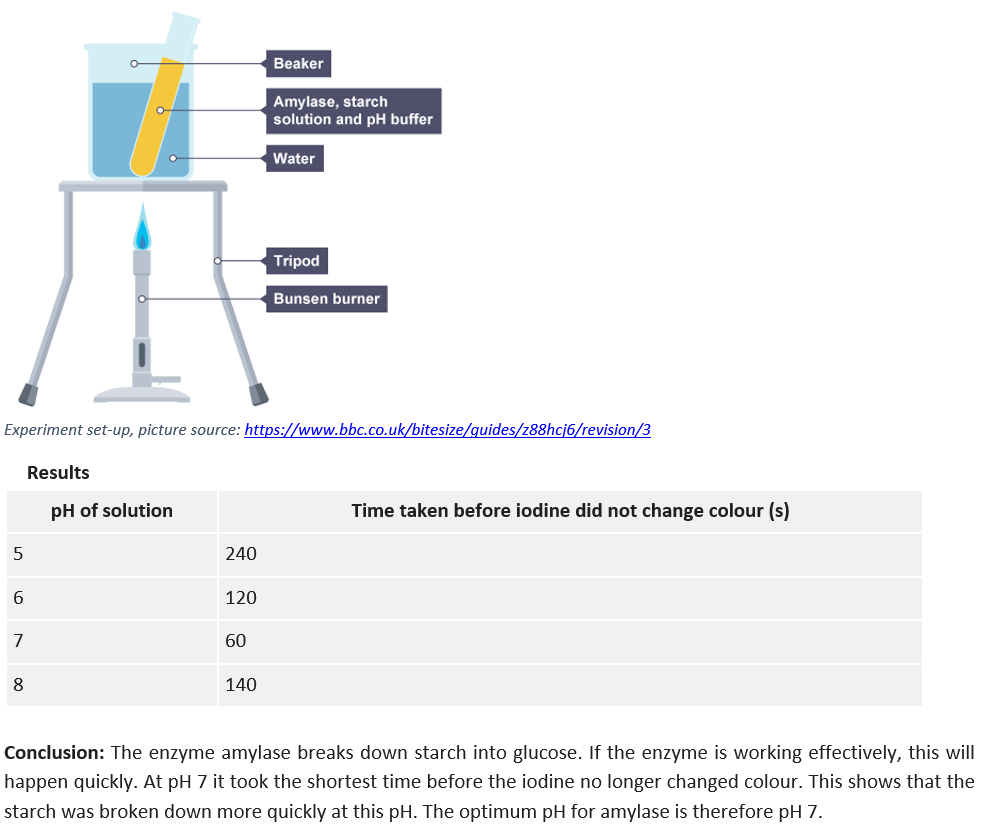 Beaker
Amylase, starch
solution and pH buffer
Water
Tripod
Bunsen burner
Experiment set-up, picture source: https://www.bbc.co.uk/bitesize/guides/z88hcj6/revision/3
Results
pH of solution Time taken before iodine did not change colour (s)
5 240
6 120
7 60
8 140
Conclusion: The enzyme amylase breaks down starch into glucose. If the enzyme is working effectively, this will
happen quickly. At pH 7 it took the shortest time before the iodine no longer changed colour. This shows that the
starch was broken down more quickly at this pH. The optimum pH for amylase is therefore pH 7.